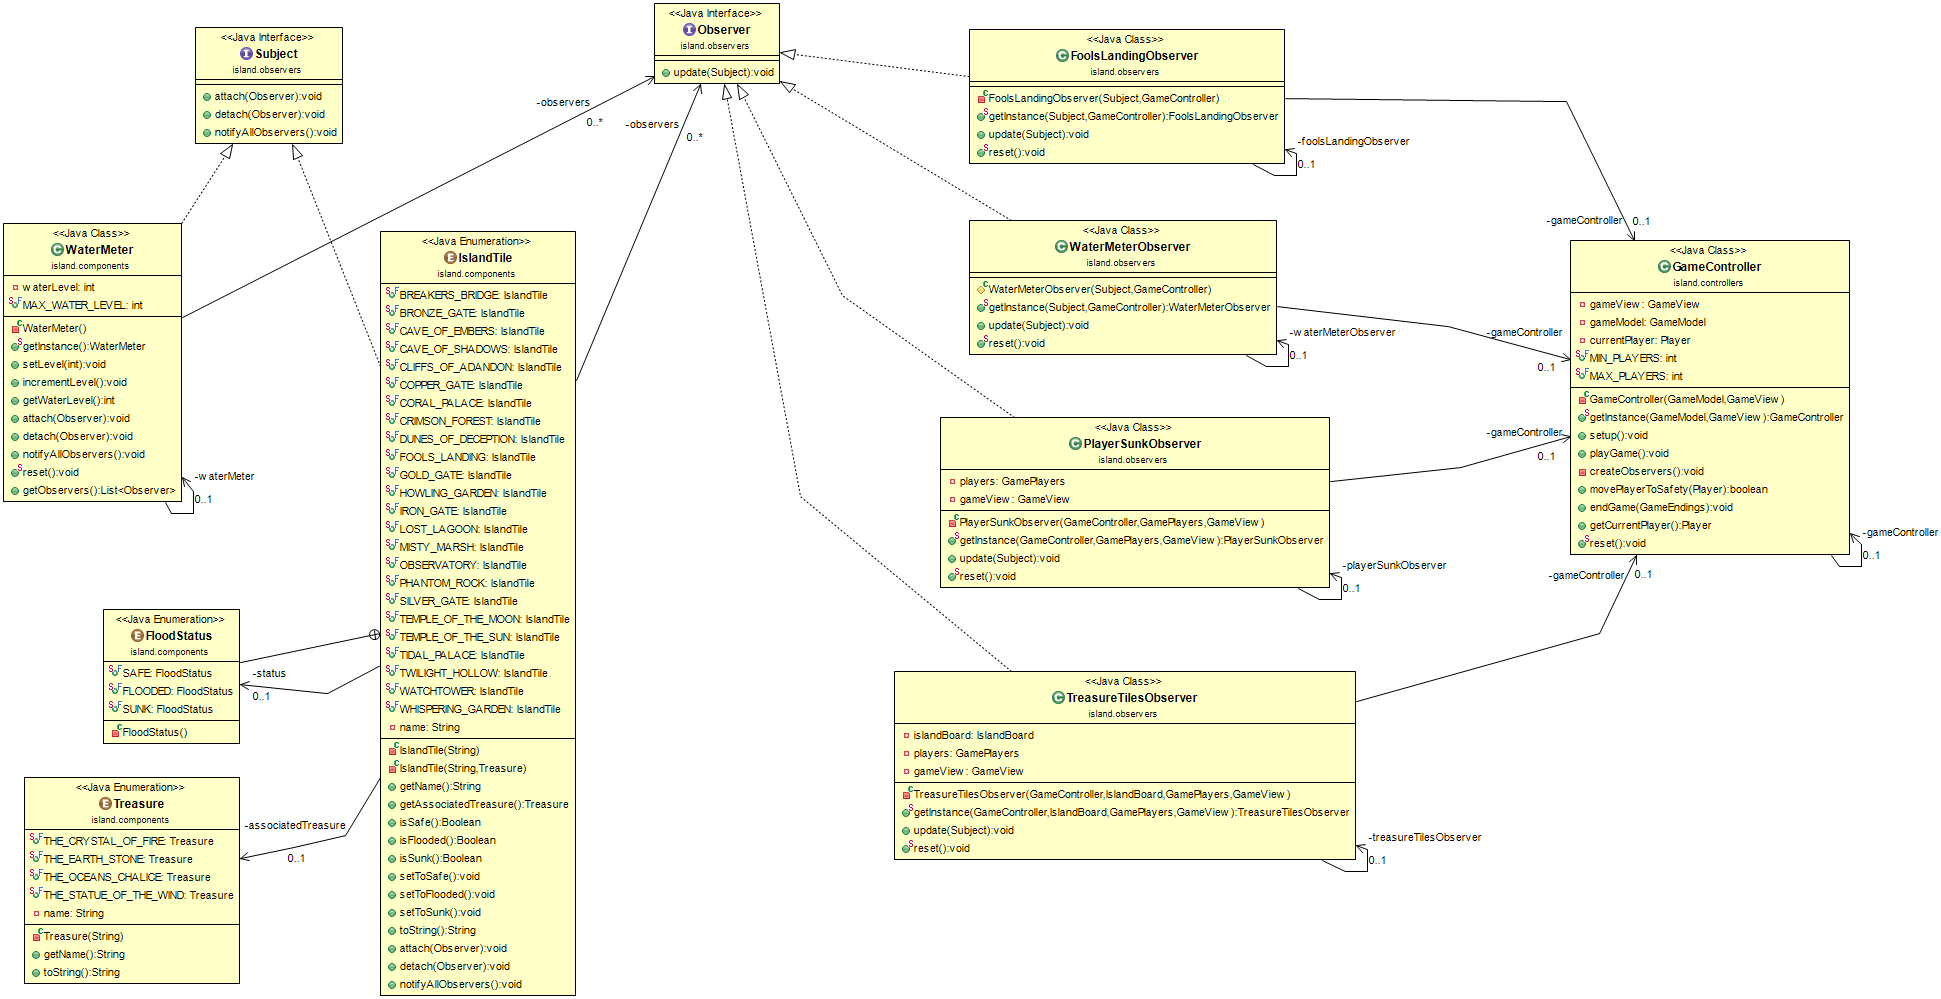 <<Java Interface>>
Subject
island.observers
attach(Observer):void
detach(Observer):void
notifyAllObservers():void
<<Java Interface>>
Observer
island.observers
update(Subject):void
-observers
0..*
-observers
0..*
<<Java Class>>
FoolsLandingObserver
island.observers
FoolsLandingObserver(Subject,GameController)
getInstance(Subject,GameController):FoolsLandingObserver
update(Subject):void
reset():void
-foolsLandingObserver
0..1
-gameController
0..1
<<Java Class>>
WaterMeter
island.components
waterLevel: int
MAX_WATER_LEVEL: int
WaterMeter()
getInstance():WaterMeter
setLevel(int):void
incrementLevel():void
getWaterLevel():int
attach(Observer):void
detach(Observer):void
notifyAllObservers():void
reset():void
getObservers():List<Observer>
-waterMeter
0..1
<<Java Enumeration>>
IslandTile
island.components
BREAKERS_BRIDGE: IslandTile
BRONZE_GATE: IslandTile
CAVE_OF_EMBERS: IslandTile
CAVE_OF_SHADOWS: IslandTile
CLIFFS_OF_ADANDON: IslandTile
COPPER_GATE: IslandTile
CORAL_PALACE: IslandTile
CRIMSON_FOREST: IslandTile
DUNES_OF_DECEPTION: IslandTile
FOOLS_LANDING: IslandTile
GOLD_GATE: IslandTile
HOWLING_GARDEN: IslandTile
IRON_GATE: IslandTile
LOST_LAGOON: IslandTile
MISTY_MARSH: IslandTile
OBSERVATORY: IslandTile
PHANTOM_ROCK: IslandTile
SILVER_GATE: IslandTile
TEMPLE_OF_THE_MOON: IslandTile
TEMPLE_OF_THE_SUN: IslandTile
TIDAL_PALACE: IslandTile
TWILIGHT_HOLLOW: IslandTile
WATCHTOWER: IslandTile
WHISPERING_GARDEN: IslandTile
name: String
IslandTile(String)
IslandTile(String,Treasure)
getName():String
getAssociatedTreasure():Treasure
isSafe():Boolean
isFlooded():Boolean
isSunk():Boolean
setToSafe():void
setToFlooded():void
setToSunk():void
toString():String
attach(Observer):void
detach(Observer):void
notifyAllObservers():void
<<Java Class>>
WaterMeterObserver
island.observers
WaterMeterObserver(Subject,GameController)
getInstance(Subject,GameController):WaterMeterObserver
update(Subject):void
reset():void
-waterMeterObserver
0..1
-gameController
0..1
<<Java Class>>
GameController
island.controllers
gameView: GameView
gameModel: GameModel
currentPlayer: Player
MIN_PLAYERS: int
MAX_PLAYERS: int
GameController(GameModel,GameView)
getInstance(GameModel,GameView):GameController
setup():void
playGame():void
createObservers():void
movePlayerToSafety(Player):boolean
endGame(GameEndings):void
getCurrentPlayer():Player
reset():void
-gameController
0..1
<<Java Class>>
PlayerSunkObserver
island.observers
players: GamePlayers
gameView: GameView
PlayerSunkObserver(GameController,GamePlayers,GameView)
getInstance(GameController,GamePlayers,GameView):PlayerSunkObserver
update(Subject):void
reset():void
-playerSunkObserver
0..1
-gameController
0..1
<<Java Enumeration>>
FloodStatus
island.components
SAFE: FloodStatus
FLOODED: FloodStatus
SUNK: FloodStatus
FloodStatus()
-status
0..1
<<Java Enumeration>>
Treasure
island.components
THE_CRYSTAL_OF_FIRE: Treasure
THE_EARTH_STONE: Treasure
THE_OCEANS_CHALICE: Treasure
THE_STATUE_OF_THE_WIND: Treasure
name: String
Treasure(String)
getName():String
toString():String
-associatedTreasure
0..1
<<Java Class>>
TreasureTilesObserver
island.observers
islandBoard: IslandBoard
players: GamePlayers
gameView: GameView
TreasureTilesObserver(GameController,IslandBoard,GamePlayers,GameView)
getInstance(GameController,IslandBoard,GamePlayers,GameView):TreasureTilesObserver
update(Subject):void
reset():void
-treasureTilesObserver
0..1
-gameController
0..1